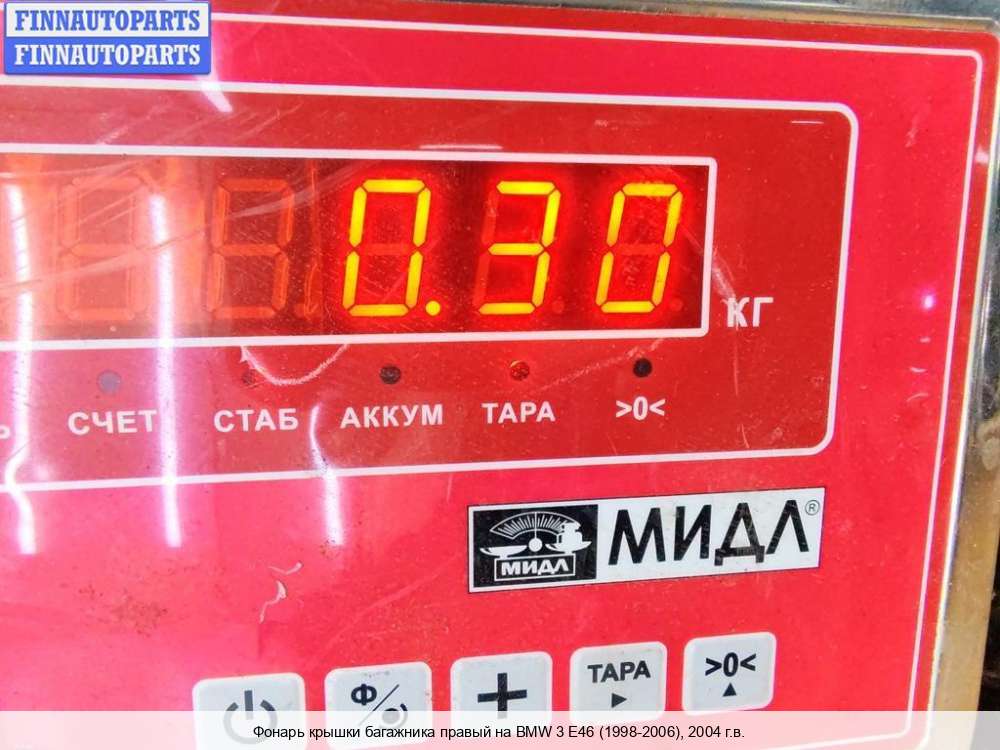 FINNAUTOPARTS
FINNAUTOPARTS
0.30
КГ
СЧЕТ СТАБ АККУМ ТАРА >0<
МИДЛ МИДЛ®
Ф +
ТАРА >0<
Фонарь крышки багажника правый на BMW 3 E46 (1998-2006), 2004 г.в.